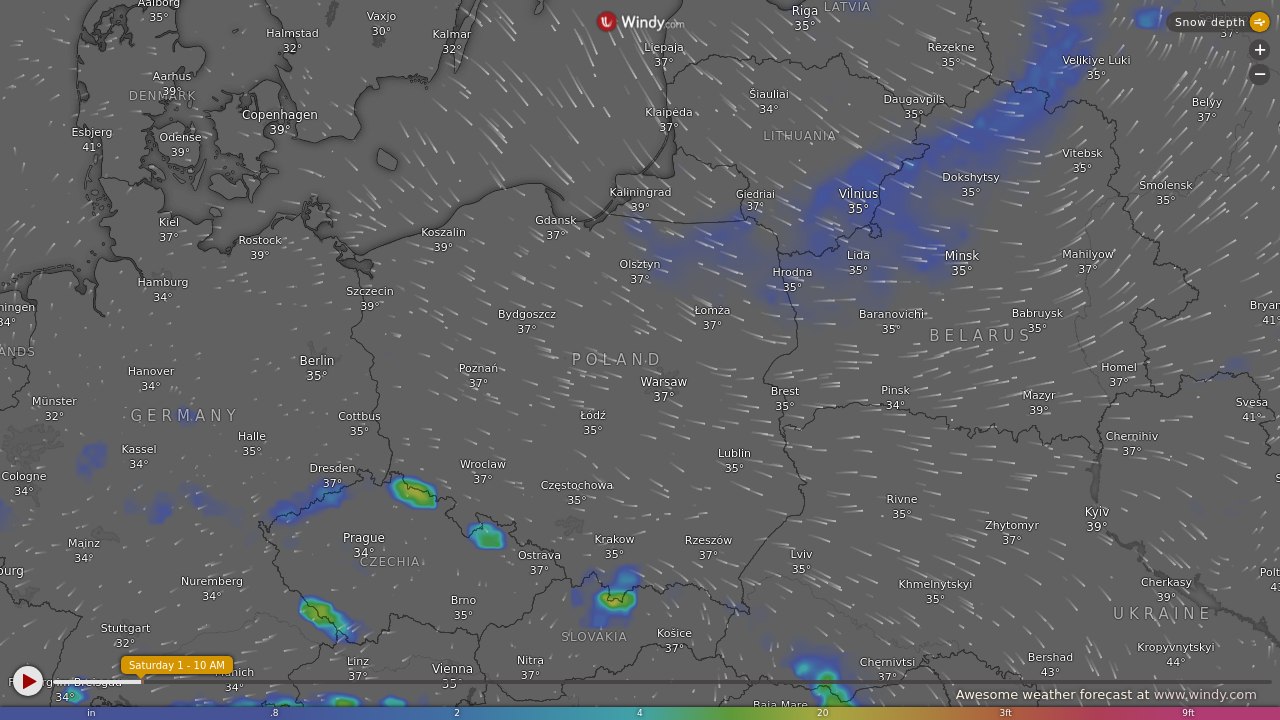 Aalborg
35°
Vaxjo
30°
Halmstad
32°
Kalmar
32°
Windy.com
Riga
35°
LATVIA
Snow depth
37°
+
−
Liepaja
37°
Rēzekne
35°
Velikiye Luki
35°
Aarhus
39°
DENMARK
Šiauliai
34°
Daugavpils
35°
Belyy
37°
Copenhagen
39°
Klaipėda
37°
Esbjerg
41°
Odense
39°
LITHUANIA
Vitebsk
35°
Kaliningrad
39°
Giedriai
37°
Vilnius
35°
Dokshytsy
35°
Smolensk
35°
Kiel
37°
Rostock
39°
Koszalin
39°
Gdansk
37°
Olsztyn
37°
Hrodna
35°
Lida
35°
Minsk
35°
Mahilyow
37°
Hamburg
34°
Szczecin
39°
ningen
34°
Bydgoszcz
37°
Łomża
37°
Baranovichi
35°
Babruysk
35°
Bryan
41°
BELARUS
ANDS
Hanover
34°
Berlin
35°
Poznań
37°
POLAND
Warsaw
37°
Brest
35°
Pinsk
34°
Homel
37°
Mazyr
39°
Münster
32°
GERMANY
Cottbus
35°
Łódź
35°
Svesa
41°
Kassel
34°
Halle
35°
Lublin
35°
Chernihiv
37°
Cologne
34°
Dresden
37°
Wroclaw
37°
Częstochowa
35°
S
Rivne
35°
Kyiv
39°
Zhytomyr
37°
Mainz
34°
Prague
34°
CZECHIA
Ostrava
37°
Krakow
35°
Rzeszów
37°
Lviv
35°
ourg
Nuremberg
34°
Khmelnytskyi
35°
Cherkasy
39°
Polt
43
Brno
35°
UKRAINE
Stuttgart
32°
SLOVAKIA
Košice
37°
Kropyvnytskyi
44°
Saturday 1 - 10 AM
Linz
37°
Vienna
35°
Nitra
37°
Chernivtsi
37°
Bershad
43°
Munich
34°
34°
Baia Mare
Awesome weather forecast at www.windy.com
in .8 2 4 20 3ft 9ft